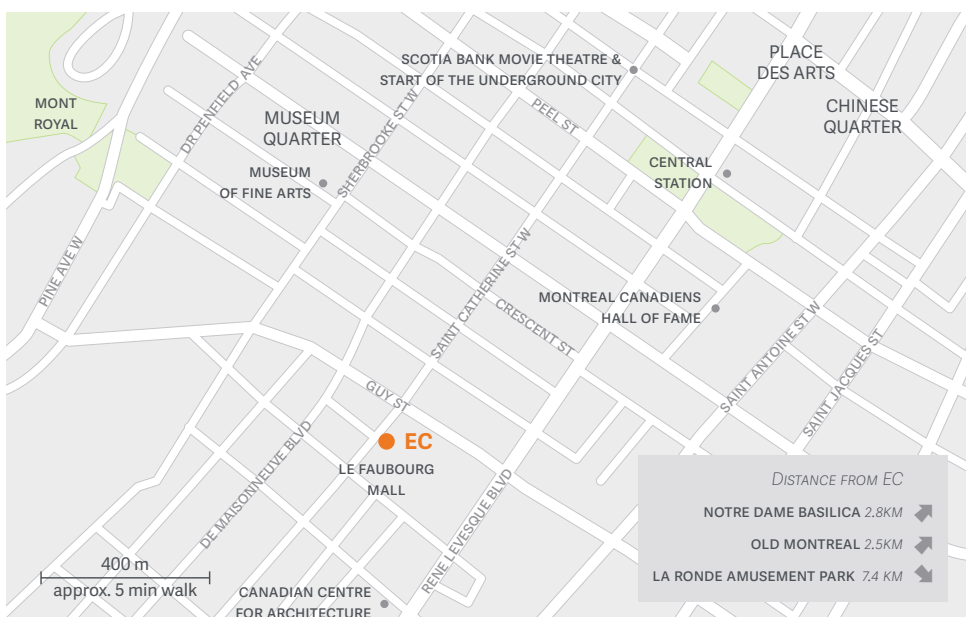 SCOTIA BANK MOVIE THEATRE &
START OF THE UNDERGROUND CITY
PLACE
DES ARTS
MONT
ROYAL
DR PENFIELD AVE
MUSEUM
QUARTER
SHERBROOKE ST W
PEEL ST
CHINESE
QUARTER
MUSEUM
OF FINE ARTS
CENTRAL
STATION
PINE AVE W
SAINT CATHERINE ST W
MONTREAL CANADIENS
HALL OF FAME
CRESCENT ST
SAINT ANTOINE ST W
SAINT JACQUES ST
GUY ST
EC
LE FAUBOURG
MALL
DE MAISONNEUVE BLVD
RENE LEVESQUE BLVD
DISTANCE FROM EC
NOTRE DAME BASILICA 2.8KM
OLD MONTREAL 2.5KM
LA RONDE AMUSEMENT PARK 7.4 KM
400 m
approx. 5 min walk
CANADIAN CENTRE
FOR ARCHITECTURE